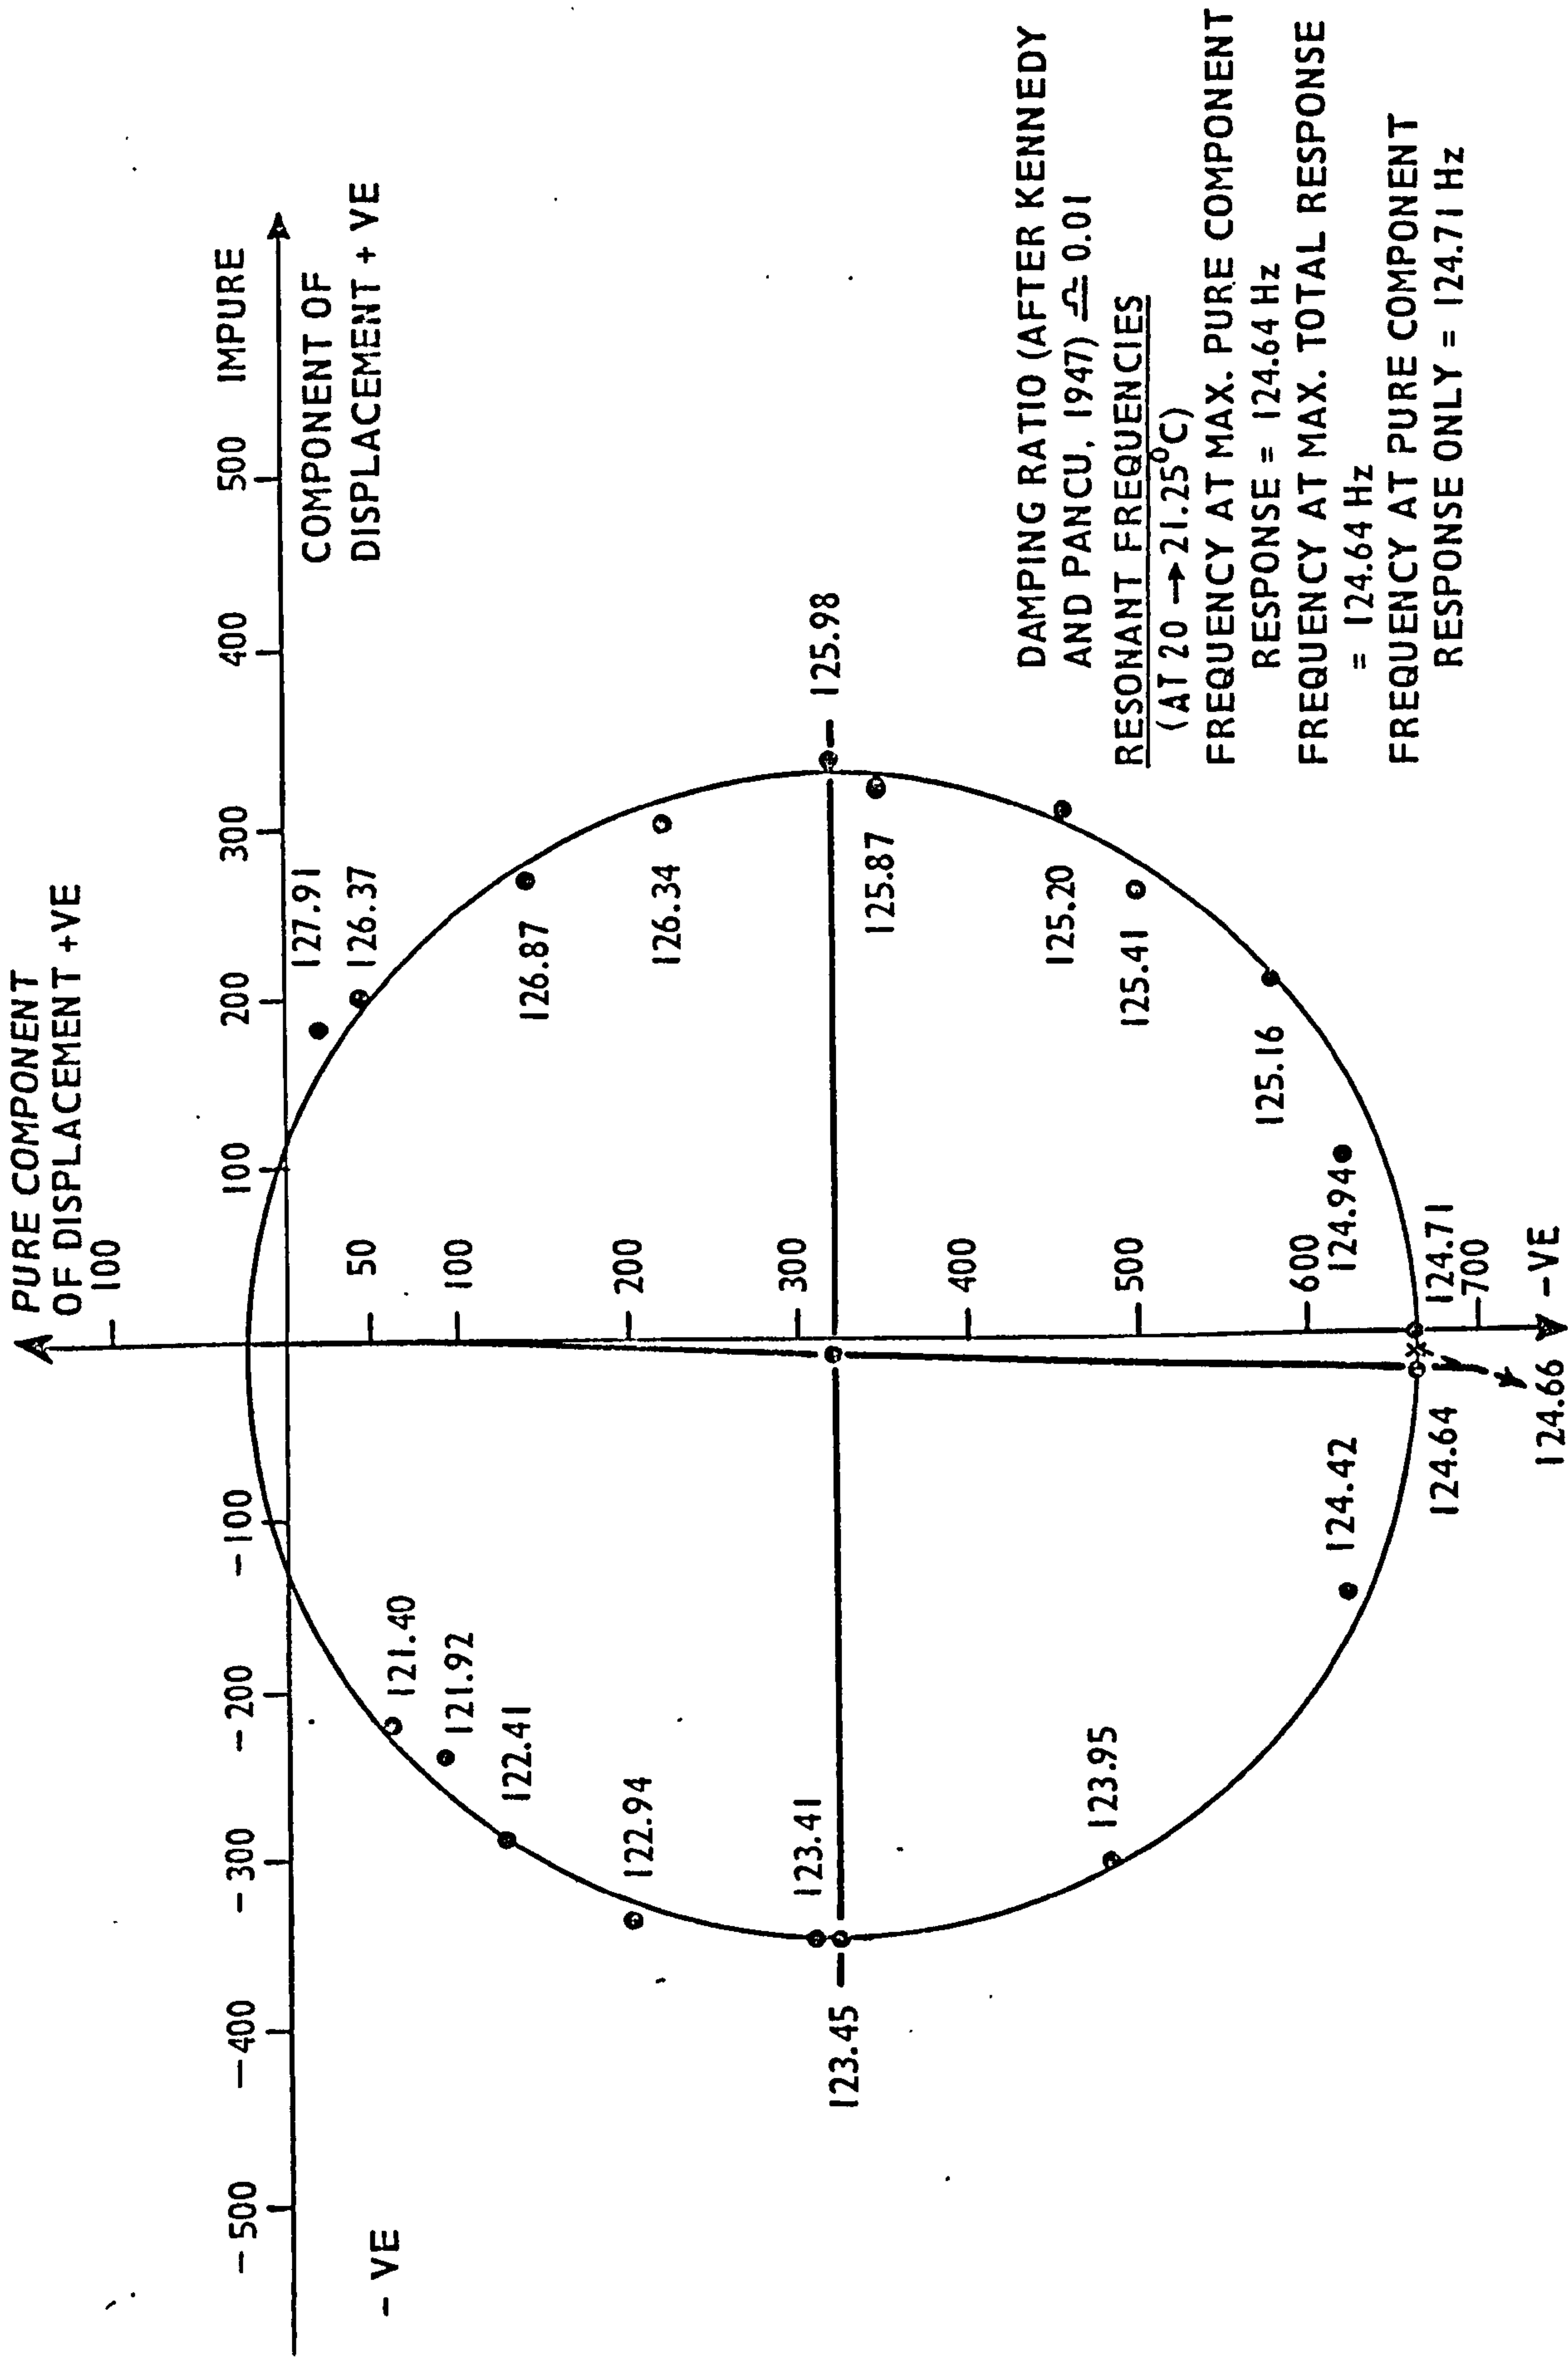 PURE COMPONENT
OF DISPLACEMENT +VE
100
– 500
– 400
– 300
– 200
– 100
100
200
300
400
500
IMPURE
COMPONENT OF
DISPLACEMENT + VE
– VE
50
100
200
300
400
500
600
700
–VE
121.40
121.92
122.41
122.94
123.41
123.45
123.95
124.42
124.64
124.66
124.71
124.94
125.16
125.41
125.20
125.87
125.98
126.34
126.87
126.37
127.91
DAMPING RATIO (AFTER KENNEDY
AND PANCU, 1947) ≏ 0.01
RESONANT FREQUENCIES
(AT 20 → 21.25°C)
FREQUENCY AT MAX. PURE COMPONENT
RESPONSE = 124.64 Hz
FREQUENCY AT MAX. TOTAL RESPONSE
= 124.64 Hz
FREQUENCY AT PURE COMPONENT
RESPONSE ONLY = 124.71 Hz